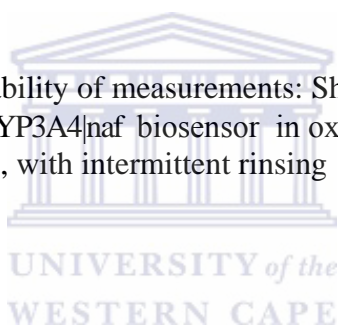 ability of measurements: Sh
YP3A4|naf biosensor in ox
, with intermittent rinsing
UNIVERSITY of the
WESTERN CAPE